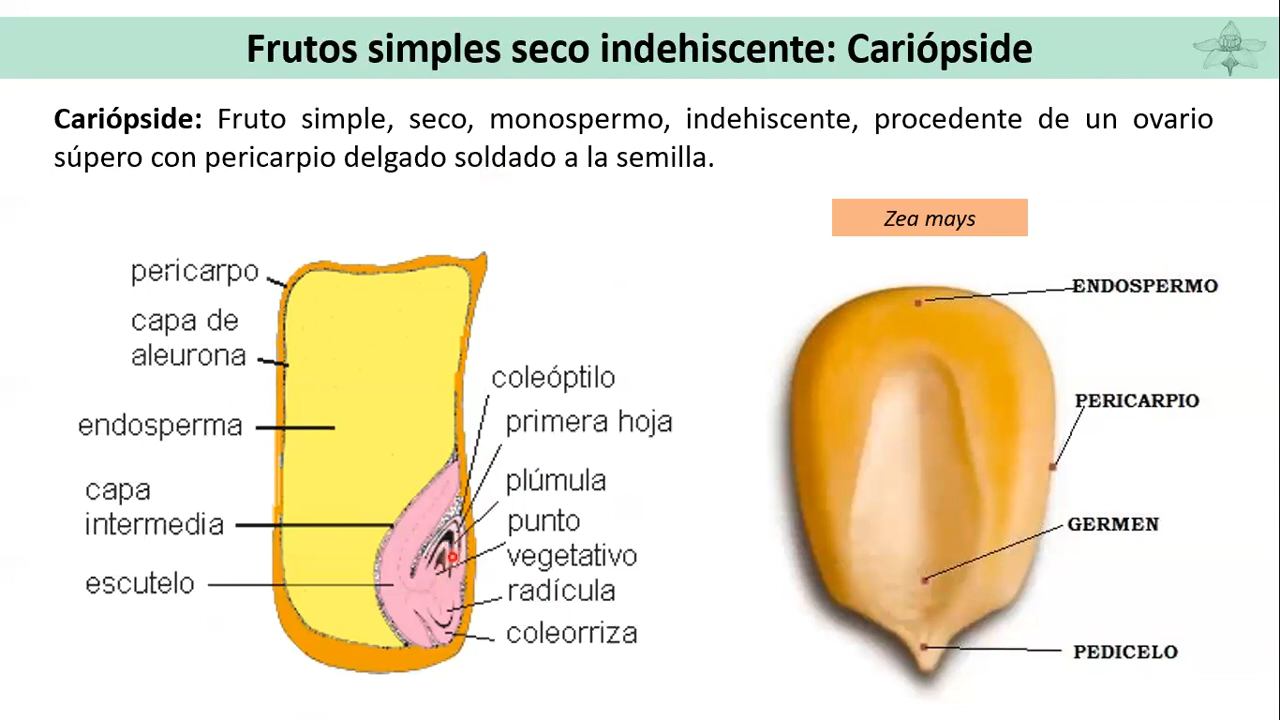 Frutos simples seco indehiscente: Cariópside
Cariópside: Fruto simple, seco, monospermo, indehiscente, procedente de un ovario
súpero con pericarpio delgado soldado a la semilla.
Zea mays
pericarpo
capa de
aleurona
endosperma
capa
intermedia
escutelo
coleóptilo
primera hoja
plúmula
punto
vegetativo
radícula
coleorriza
ENDOSPERMO
PERICARPIO
GERMEN
PEDICELO